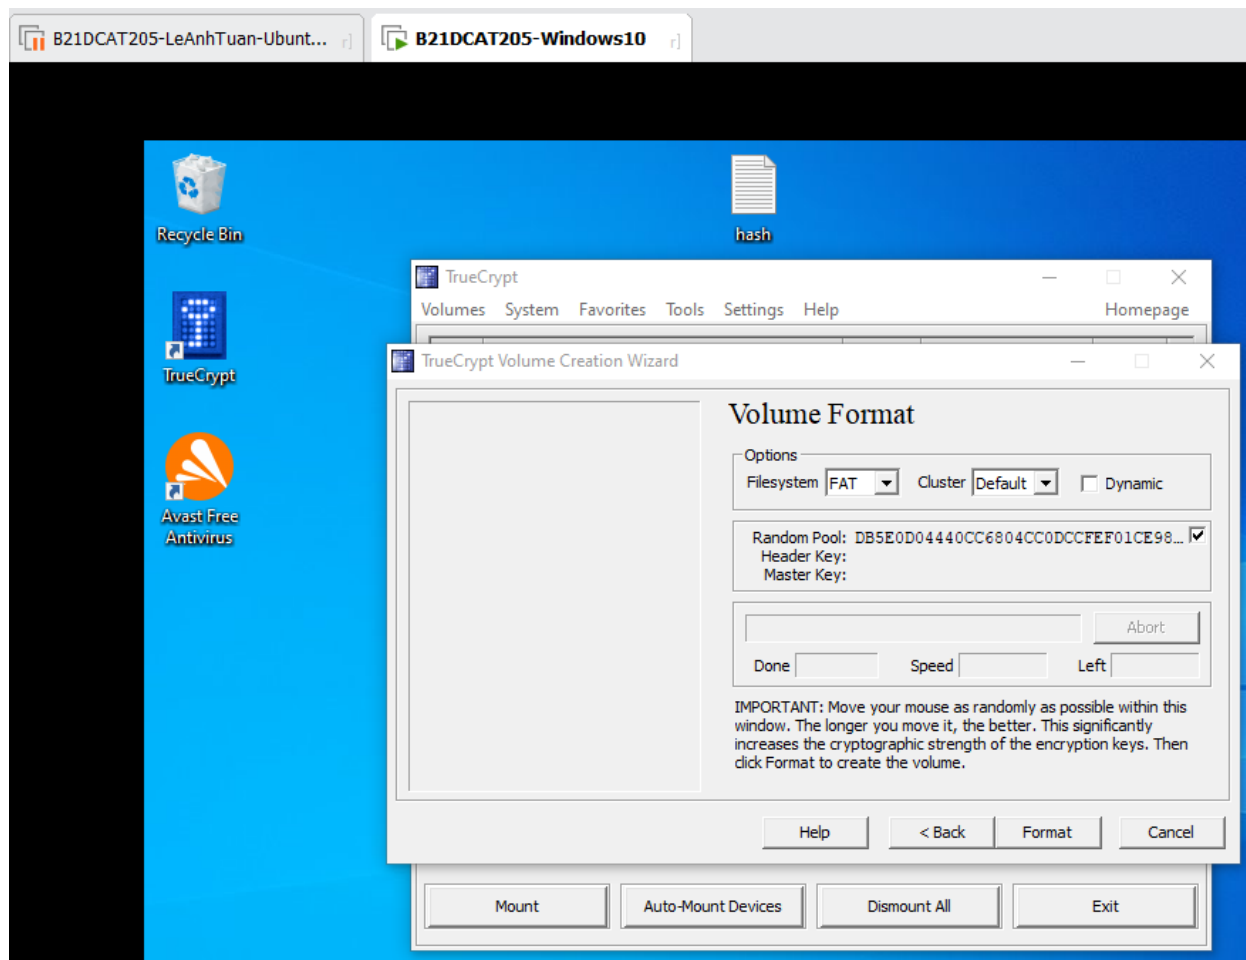 B21DCAT205-LeAnhTuan-Ubunt...
B21DCAT205-Windows10
Recycle Bin
hash
TrueCrypt
Avast Free
Antivirus
TrueCrypt
Volumes System Favorites Tools Settings Help Homepage
TrueCrypt Volume Creation Wizard
Volume Format
Options
Filesystem FAT Cluster Default Dynamic
Random Pool: DB5E0D04440CC6804CC0DCCFEF01CE98...
Header Key:
Master Key:
Abort
Done Speed Left
IMPORTANT: Move your mouse as randomly as possible within this
window. The longer you move it, the better. This significantly
increases the cryptographic strength of the encryption keys. Then
click Format to create the volume.
Help < Back Format Cancel
Mount Auto-Mount Devices Dismount All Exit